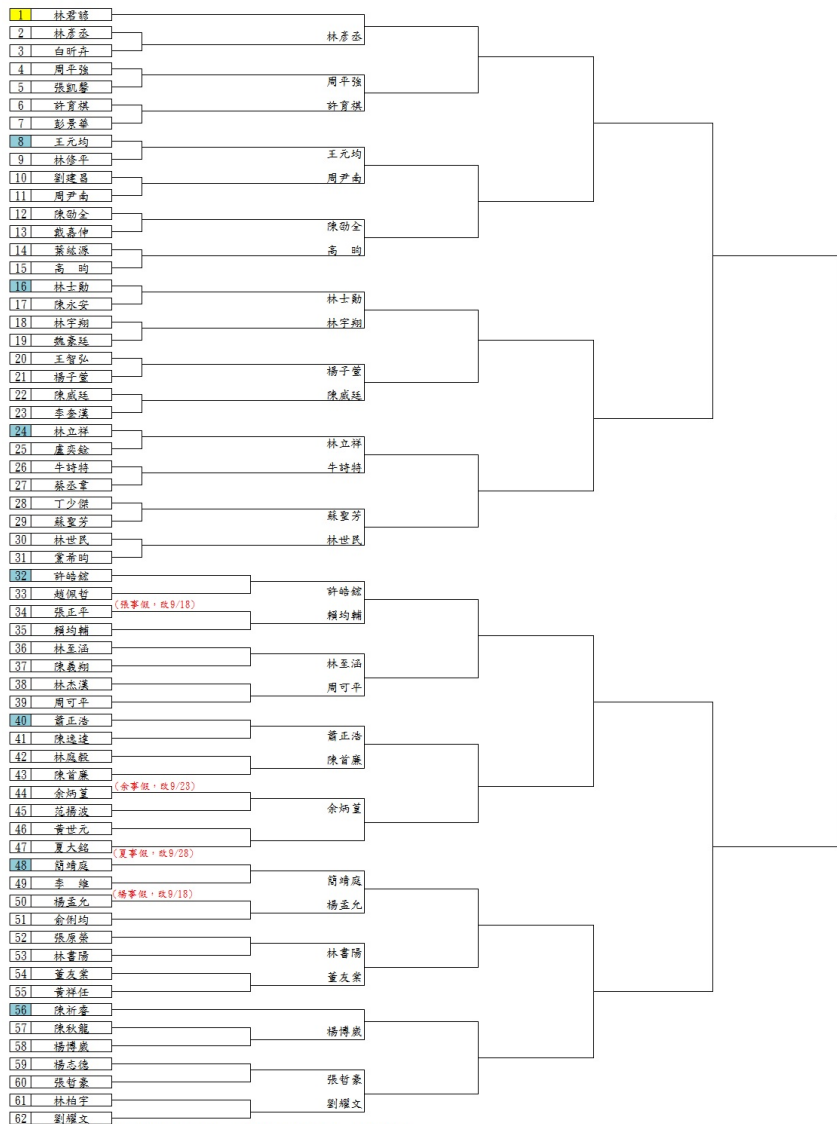 1 林君諺
2 林彥丞 林彥丞
3 白昕卉
4 周平強 周平強
5 張凱馨
6 許育祺 許育祺
7 彭景華
8 王元均 王元均
9 林修平
10 劉建昌 周尹南
11 周尹南
12 陳劭全 陳劭全
13 戴嘉伸
14 葉紘源 高 昀
15 高 昀
16 林士勛 林士勛
17 陳永安
18 林宇翔 林宇翔
19 魏豪廷
20 王智弘 楊子萱
21 楊子萱
22 陳威廷 陳威廷
23 李奎漢
24 林立祥 林立祥
25 盧奕銓
26 牛詩特 牛詩特
27 蔡丞韋
28 丁少傑 蘇聖芳
29 蘇聖芳
30 林世民 林世民
31 黨希昀
32 許皓鋐 許皓鋐
33 趙佩哲
(張事假,改9/18)
34 張正平 賴均輔
35 賴均輔
36 林至涵 林至涵
37 陳義翔
38 林杰漢 周可平
39 周可平
40 蕭正浩 蕭正浩
41 陳逸達
42 林庭毅 陳首廉
43 陳首廉
(余事假,改9/23)
44 余炳萱 余炳萱
45 范揚波
46 黃世元
47 夏大銘
(夏事假,改9/28)
48 簡靖庭 簡靖庭
49 李 維
(楊事假,改9/18)
50 楊孟允 楊孟允
51 俞俐均
52 張原榮
53 林書陽 林書陽
54 董友棠 董友棠
55 黃祥任
56 陳祈睿
57 陳秋龍 楊博崴
58 楊博崴
59 楊志德
60 張哲豪 張哲豪
61 林柏宇 劉耀文
62 劉耀文